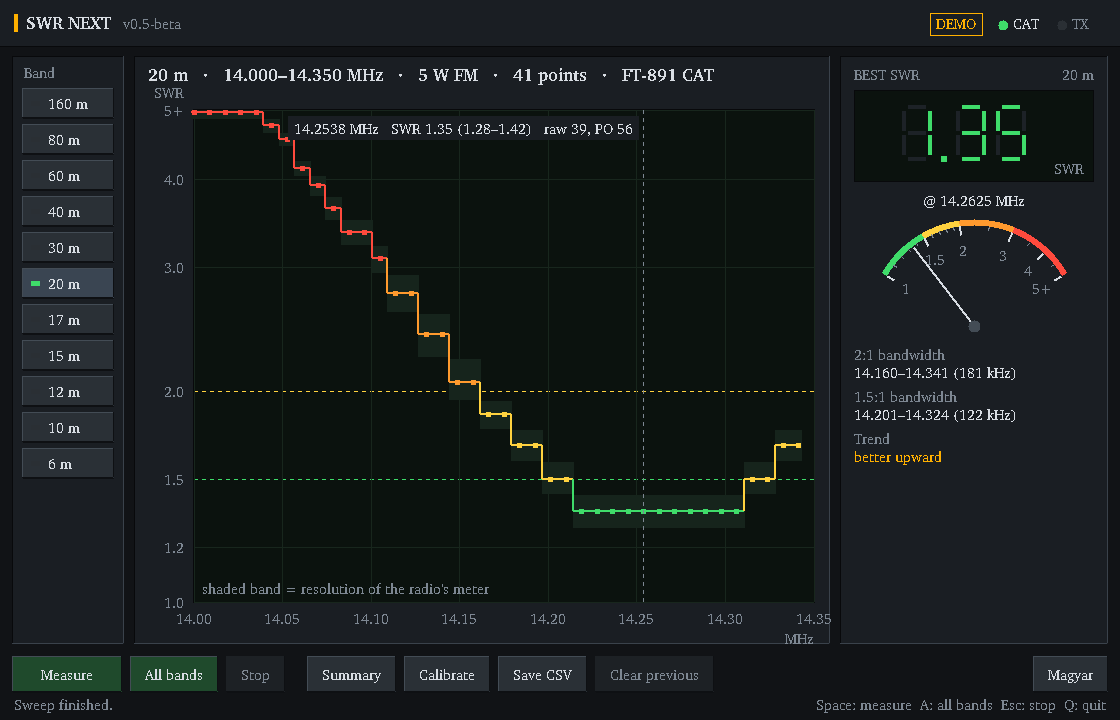 SWR NEXT v0.5-beta DEMO CAT TX
Band
160 m
80 m
60 m
40 m
30 m
20 m
17 m
15 m
12 m
10 m
6 m
20 m · 14.000–14.350 MHz · 5 W FM · 41 points · FT-891 CAT
SWR
5+
4.0
3.0
2.0
1.5
1.2
1.0
14.2538 MHz SWR 1.35 (1.28–1.42) raw 39, PO 56
shaded band = resolution of the radio's meter
14.00 14.05 14.10 14.15 14.20 14.25 14.30 14.35
MHz
BEST SWR 20 m
1.35
SWR
@ 14.2625 MHz
1 1.5 2 3 4 5+
2:1 bandwidth
14.160–14.341 (181 kHz)
1.5:1 bandwidth
14.201–14.324 (122 kHz)
Trend
better upward
Measure All bands Stop Summary Calibrate Save CSV Clear previous Magyar
Sweep finished. Space: measure A: all bands Esc: stop Q: quit